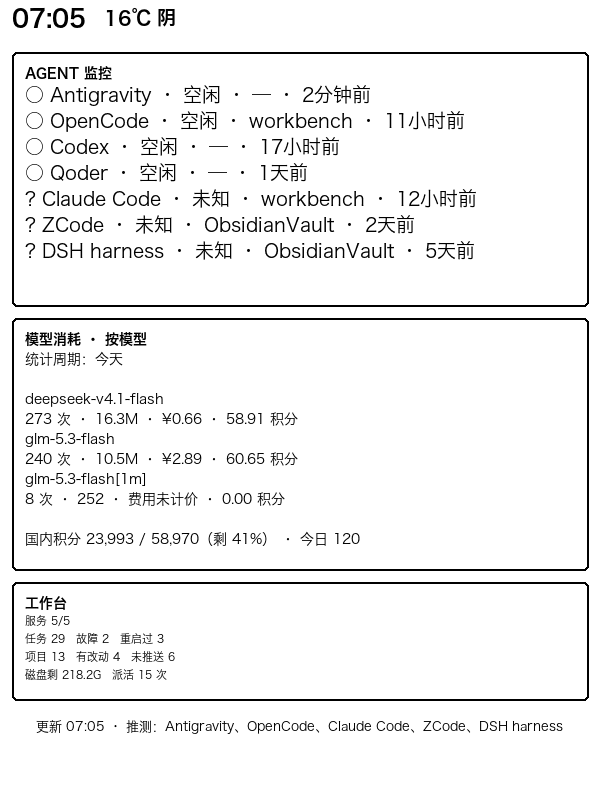 07:05 16℃ 阴
AGENT 监控
○ Antigravity · 空闲 · — · 2分钟前
○ OpenCode · 空闲 · workbench · 11小时前
○ Codex · 空闲 · — · 17小时前
○ Qoder · 空闲 · — · 1天前
? Claude Code · 未知 · workbench · 12小时前
? ZCode · 未知 · ObsidianVault · 2天前
? DSH harness · 未知 · ObsidianVault · 5天前
模型消耗 · 按模型
统计周期：今天
deepseek-v4.1-flash
273 次 · 16.3M · ¥0.66 · 58.91 积分
glm-5.3-flash
240 次 · 10.5M · ¥2.89 · 60.65 积分
glm-5.3-flash[1m]
8 次 · 252 · 费用未计价 · 0.00 积分
国内积分 23,993 / 58,970（剩 41%） · 今日 120
工作台
服务 5/5
任务 29 故障 2 重启过 3
项目 13 有改动 4 未推送 6
磁盘剩 218.2G 派活 15 次
更新 07:05 · 推测：Antigravity、OpenCode、Claude Code、ZCode、DSH harness